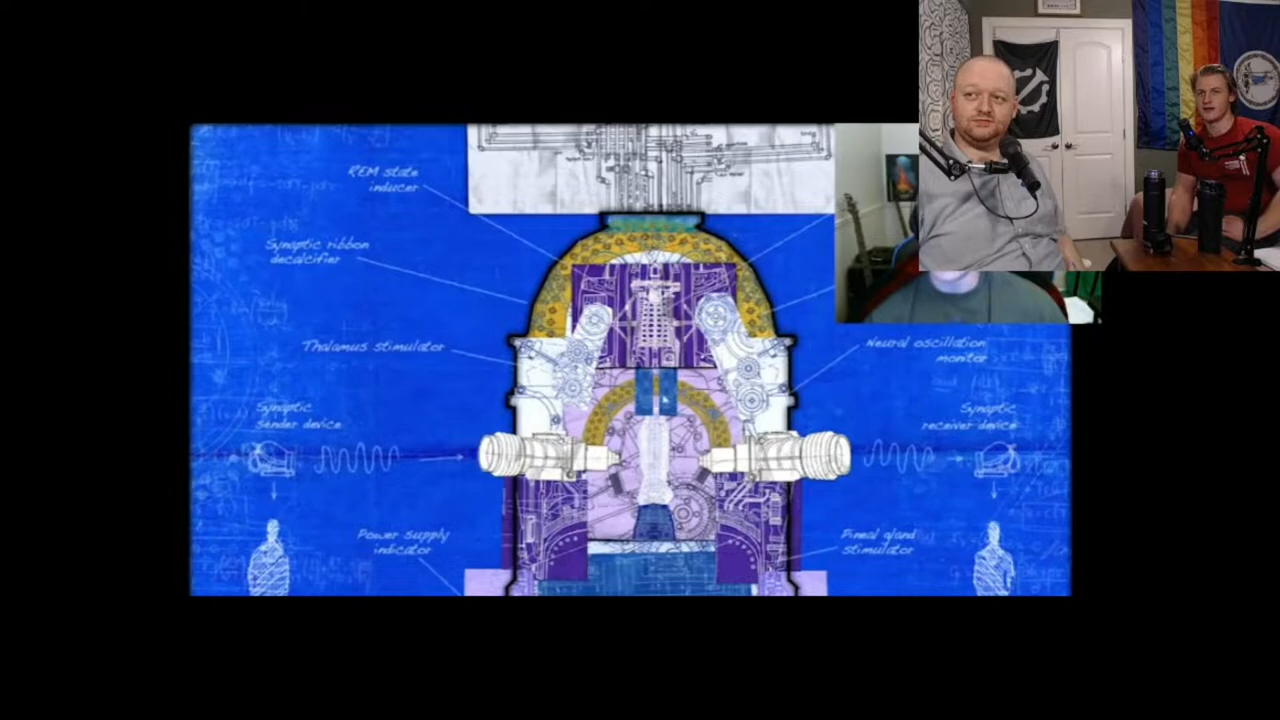 REM state
inducer
Synaptic ribbon
decalcifier
Thalamus stimulator
Neural oscillation
monitor
Synaptic
sender device
Synaptic
receiver device
Power supply
indicator
Pineal gland
stimulator